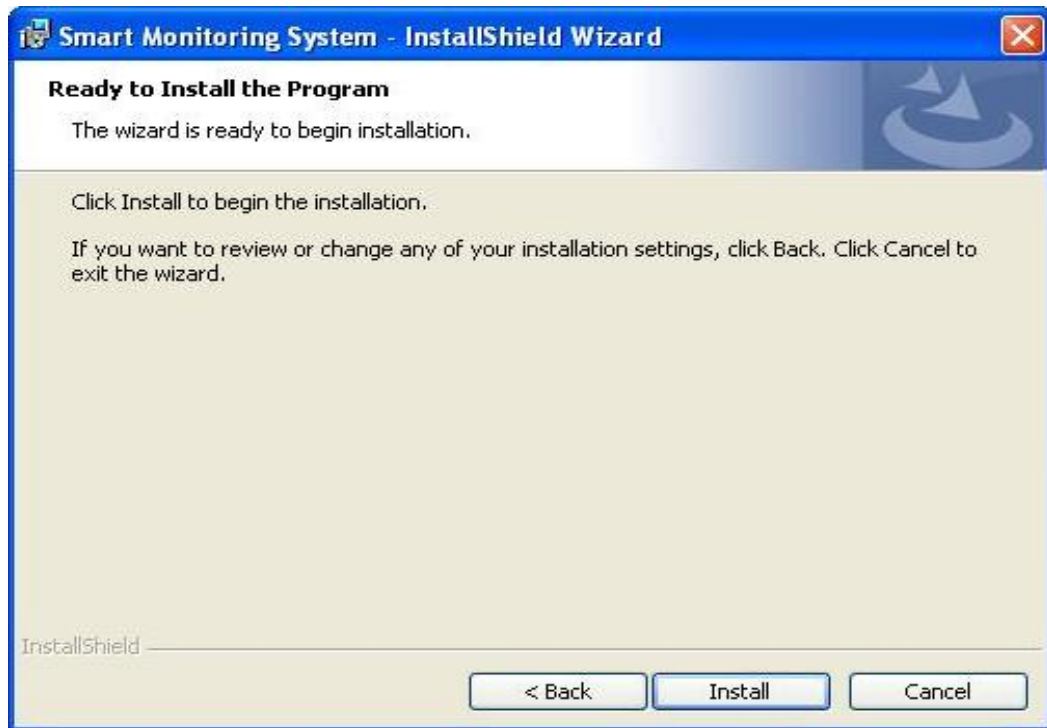 Smart Monitoring System - InstallShield Wizard
Ready to Install the Program
The wizard is ready to begin installation.
Click Install to begin the installation.
If you want to review or change any of your installation settings, click Back. Click Cancel to
exit the wizard.
InstallShield
< Back Install Cancel